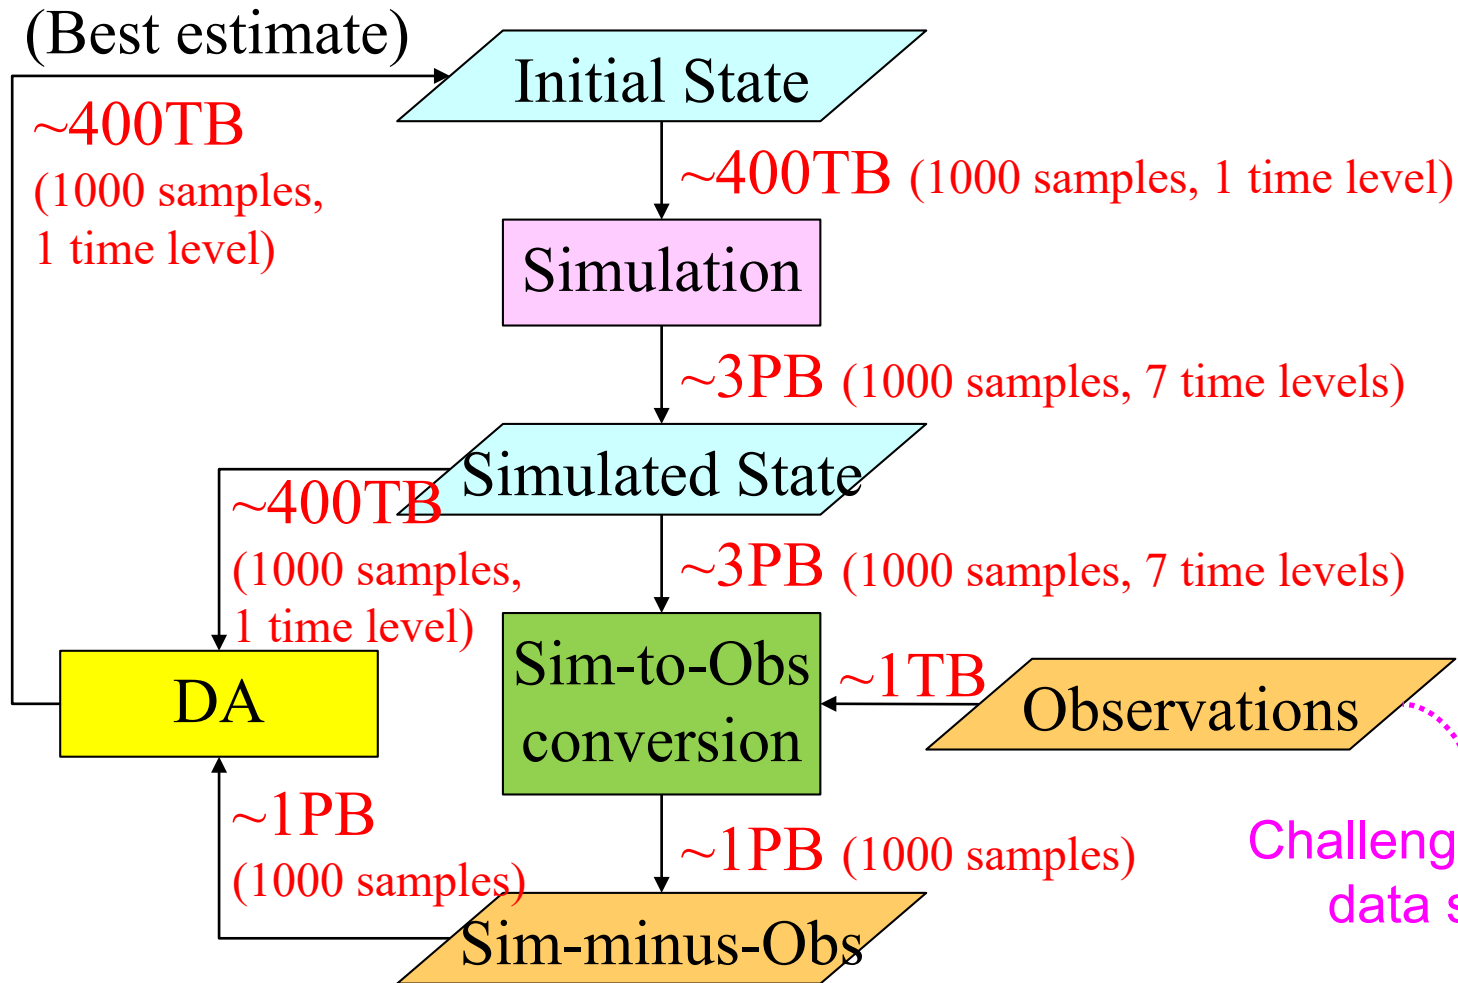 (Best estimate)
Initial State
~400TB
(1000 samples,
1 time level)
~400TB (1000 samples, 1 time level)
Simulation
~3PB (1000 samples, 7 time levels)
Simulated State
~400TB
(1000 samples,
1 time level)
~3PB (1000 samples, 7 time levels)
DA
Sim-to-Obs
conversion
~1TB
Observations
~1PB
(1000 samples)
~1PB (1000 samples)
Sim-minus-Obs
data